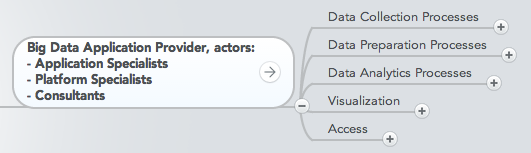 Big Data Application Provider, actors:
- Application Specialists
- Platform Specialists
- Consultants
Data Collection Processes
Data Preparation Processes
Data Analytics Processes
Visualization
Access